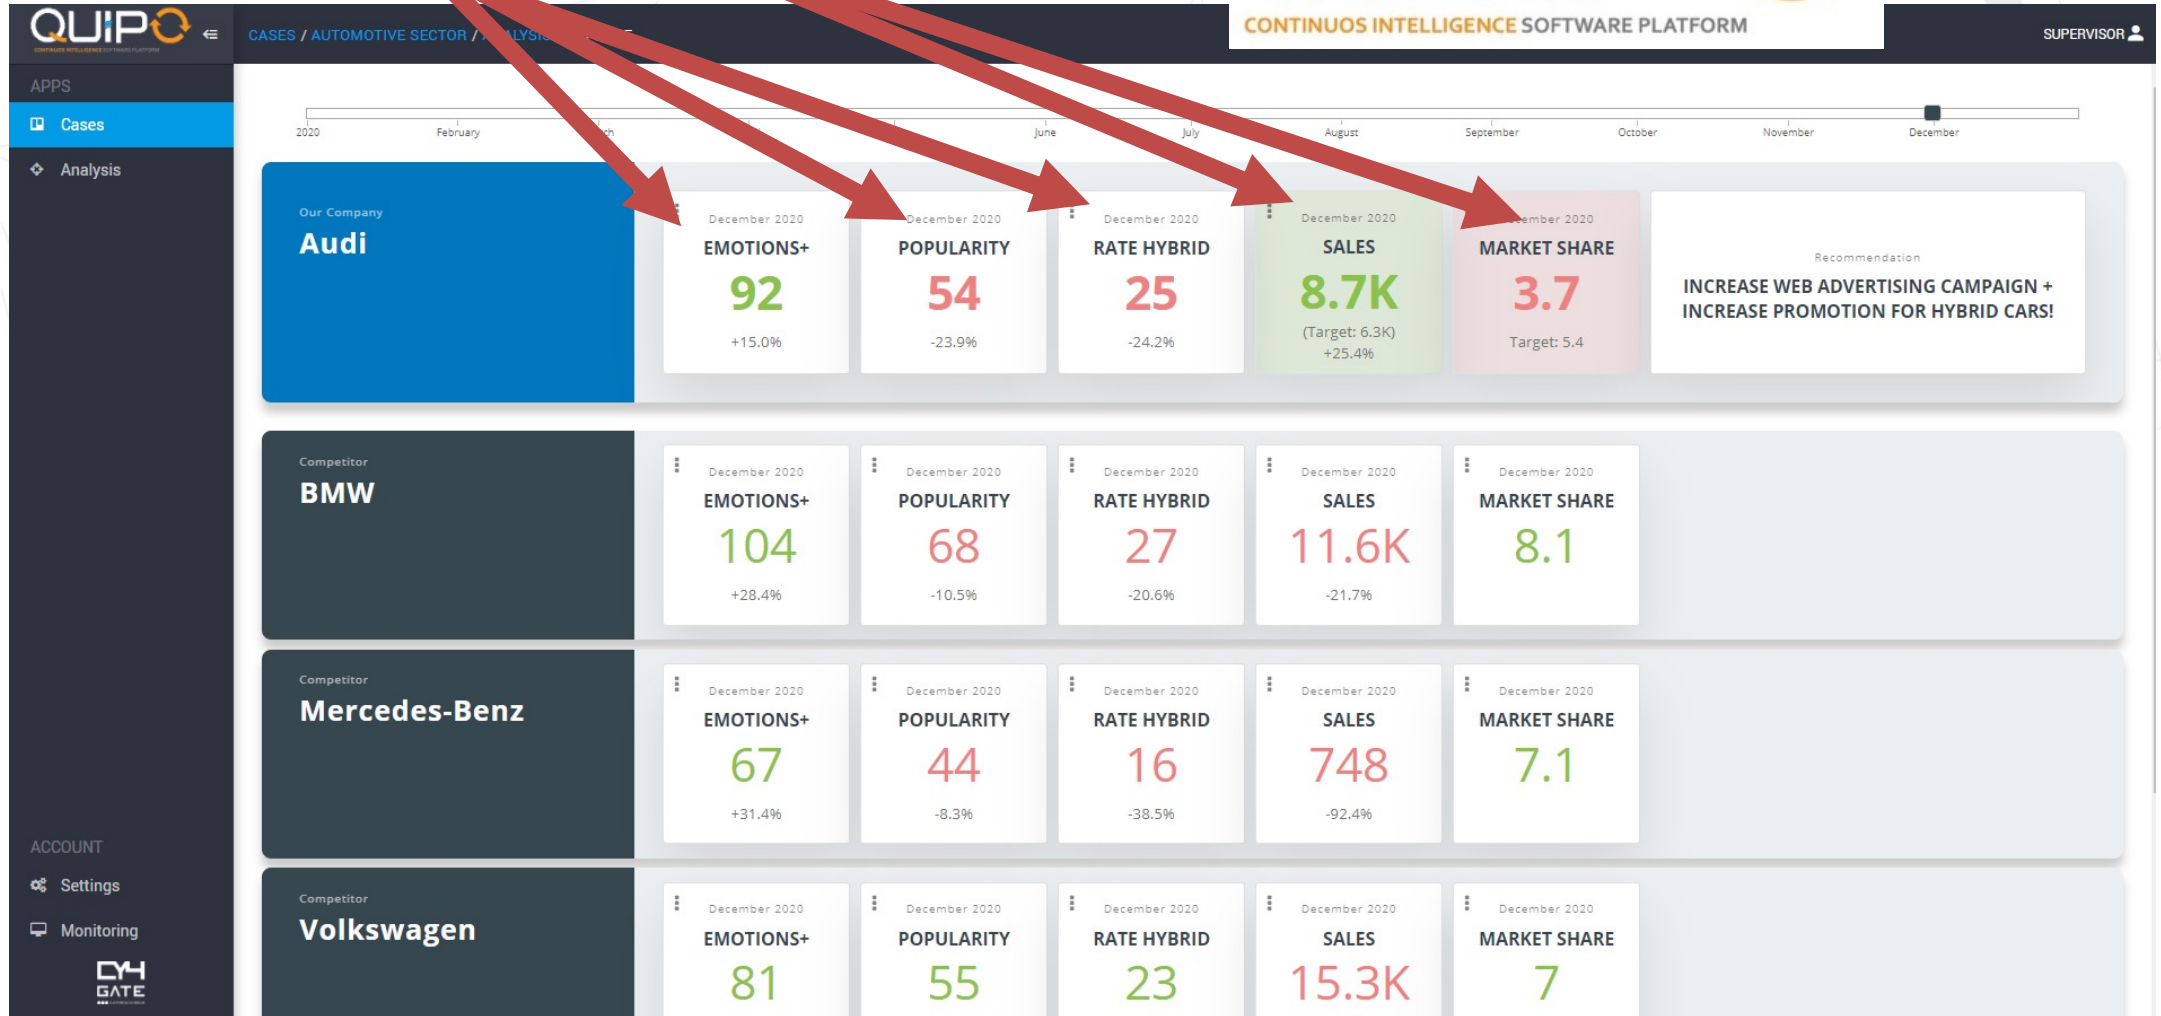 CONTINUOS INTELLIGENCE SOFTWARE PLATFORM
QUiPO
CONTINUOS INTELLIGENCE SOFTWARE PLATFORM
CASES / AUTOMOTIVE SECTOR /
SUPERVISOR
APPS
Cases
Analysis
2020 February June July August September October November December
Our Company
Audi
December 2020
EMOTIONS+
92
+15.0%
December 2020
POPULARITY
54
-23.9%
December 2020
RATE HYBRID
25
-24.2%
December 2020
SALES
8.7K
(Target: 6.3K)
+25.4%
2020
MARKET SHARE
3.7
Target: 5.4
Recommendation
INCREASE WEB ADVERTISING CAMPAIGN +
INCREASE PROMOTION FOR HYBRID CARS!
Competitor
BMW
December 2020
EMOTIONS+
104
+28.4%
December 2020
POPULARITY
68
-10.5%
December 2020
RATE HYBRID
27
-20.6%
December 2020
SALES
11.6K
-21.7%
December 2020
MARKET SHARE
8.1
Competitor
Mercedes-Benz
December 2020
EMOTIONS+
67
+31.4%
December 2020
POPULARITY
44
-8.3%
December 2020
RATE HYBRID
16
-38.5%
December 2020
SALES
748
-92.4%
December 2020
MARKET SHARE
7.1
Competitor
Volkswagen
December 2020
EMOTIONS+
81
December 2020
POPULARITY
55
December 2020
RATE HYBRID
23
December 2020
SALES
15.3K
December 2020
MARKET SHARE
7
ACCOUNT
Settings
Monitoring
CY4
GATE